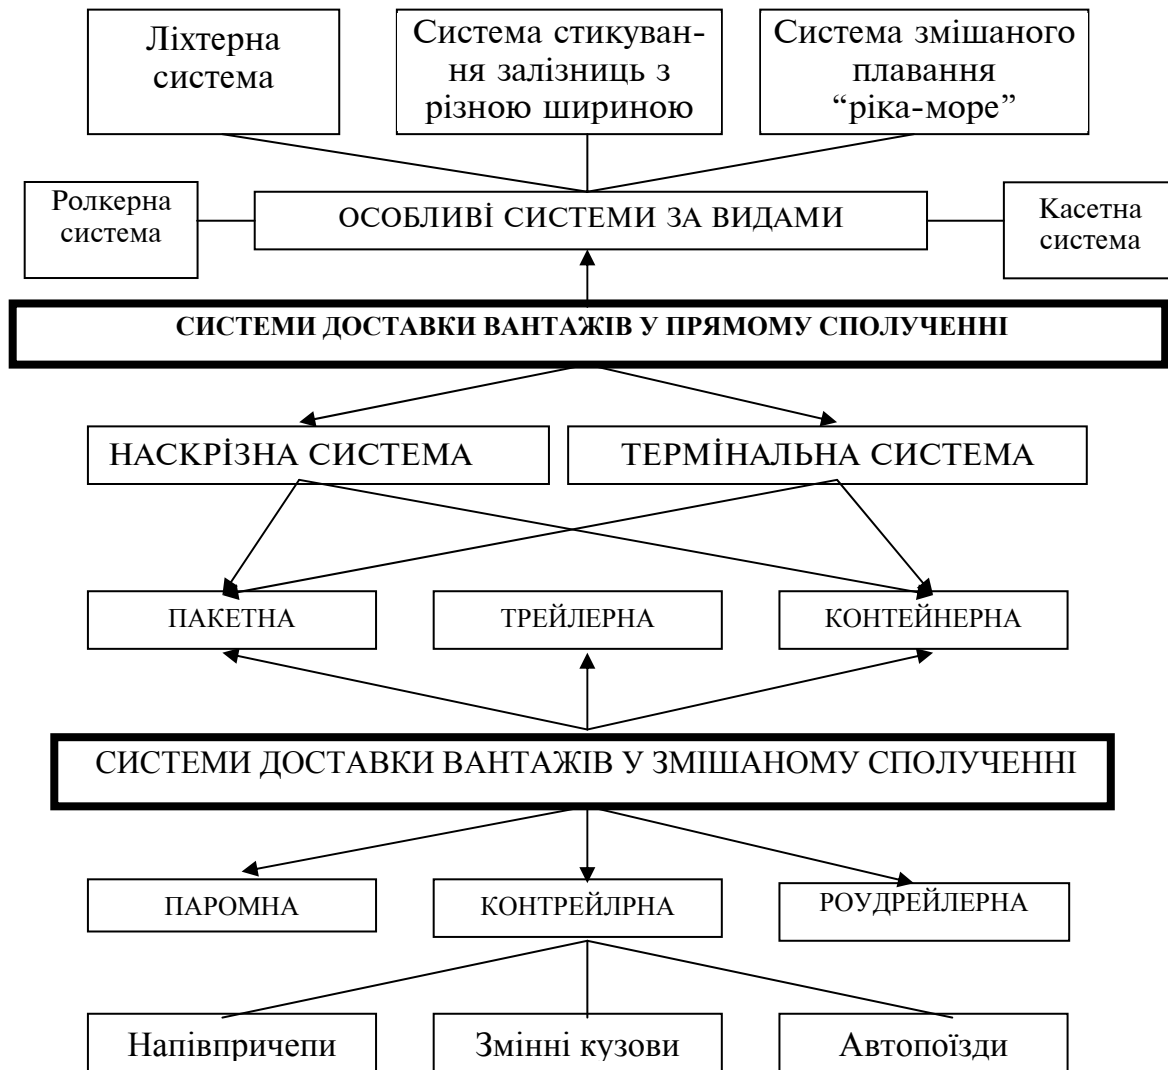 Ліхтерна
система
Система стикуван-
ня залізниць з
різною шириною
Система змішаного
плавання
“ріка-море”
Ролкерна
система
ОСОБЛИВІ СИСТЕМИ ЗА ВИДАМИ
Касетна
система
СИСТЕМИ ДОСТАВКИ ВАНТАЖІВ У ПРЯМОМУ СПОЛУЧЕННІ
НАСКРІЗНА СИСТЕМА
ТЕРМІНАЛЬНА СИСТЕМА
ПАКЕТНА
ТРЕЙЛЕРНА
КОНТЕЙНЕРНА
СИСТЕМИ ДОСТАВКИ ВАНТАЖІВ У ЗМІШАНОМУ СПОЛУЧЕННІ
ПАРОМНА
КОНТРЕЙЛРНА
РОУДРЕЙЛЕРНА
Напівпричепи
Змінні кузови
Автопоїзди